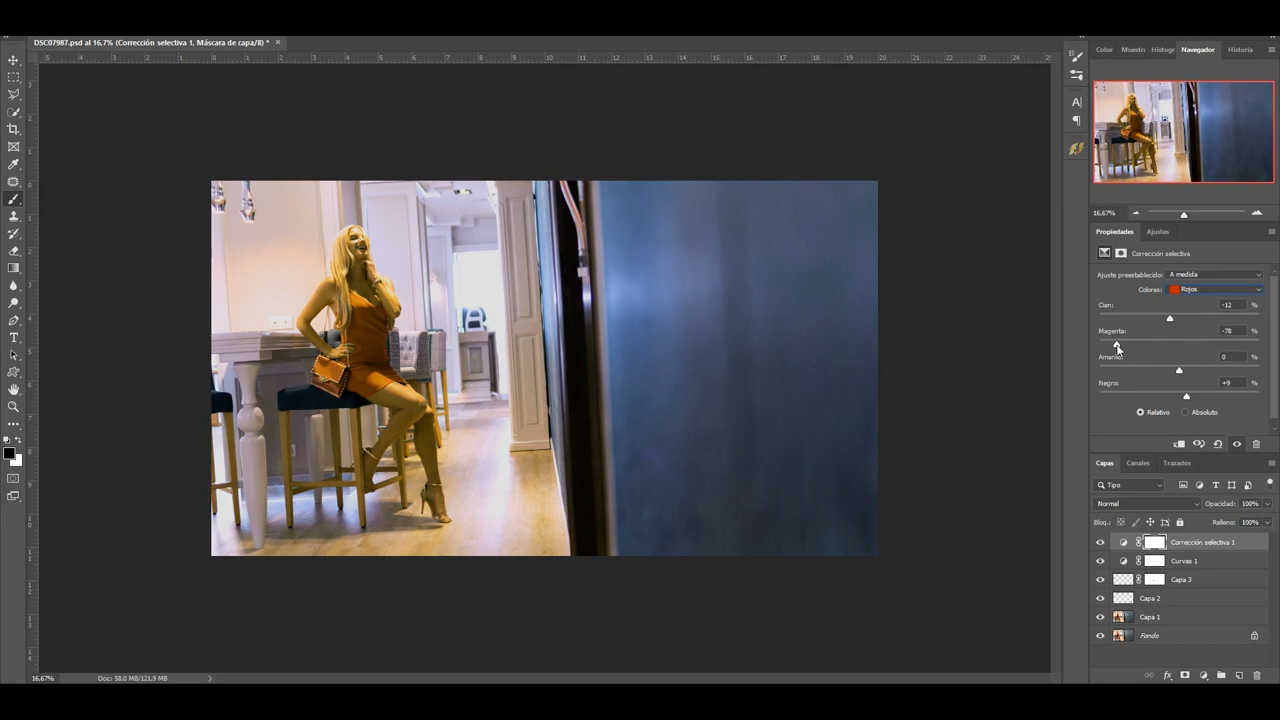 DSC07987.psd al 16,7% (Corrección selectiva 1, Máscara de capa/8) *
Color Muestr Histogr Navegador Historia
16,67%
Propiedades Ajustes
Corrección selectiva
Ajuste preestablecido: A medida
Colores: Rojos
Cian: -12 %
Magenta: -78 %
Amarillo: 0 %
Negro: +9 %
Relativo Absoluto
Capas Canales Trazados
Tipo
Normal Opacidad: 100%
Bloq.: Relleno: 100%
Corrección selectiva 1
Curvas 1
Capa 3
Capa 2
Capa 1
Fondo
16,67% Doc: 58,0 MB/121,9 MB